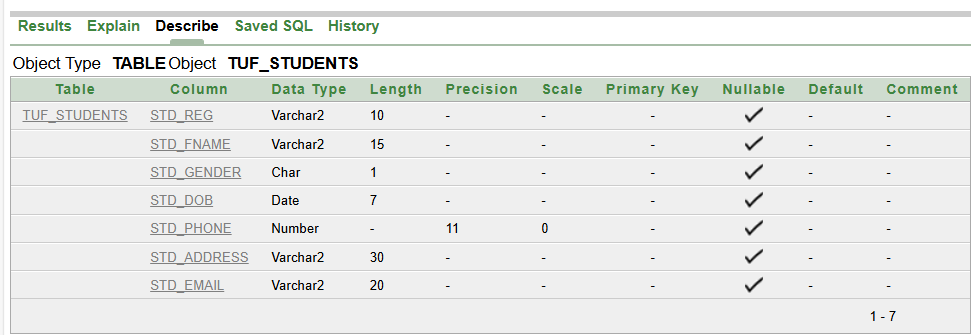 Results Explain Describe Saved SQL History
Object Type TABLE Object TUF_STUDENTS
Table Column Data Type Length Precision Scale Primary Key Nullable Default Comment
TUF_STUDENTS STD_REG Varchar2 10 - - - ✓ - -
STD_FNAME Varchar2 15 - - - ✓ - -
STD_GENDER Char 1 - - - ✓ - -
STD_DOB Date 7 - - - ✓ - -
STD_PHONE Number - 11 0 - ✓ - -
STD_ADDRESS Varchar2 30 - - - ✓ - -
STD_EMAIL Varchar2 20 - - - ✓ - -
1 - 7